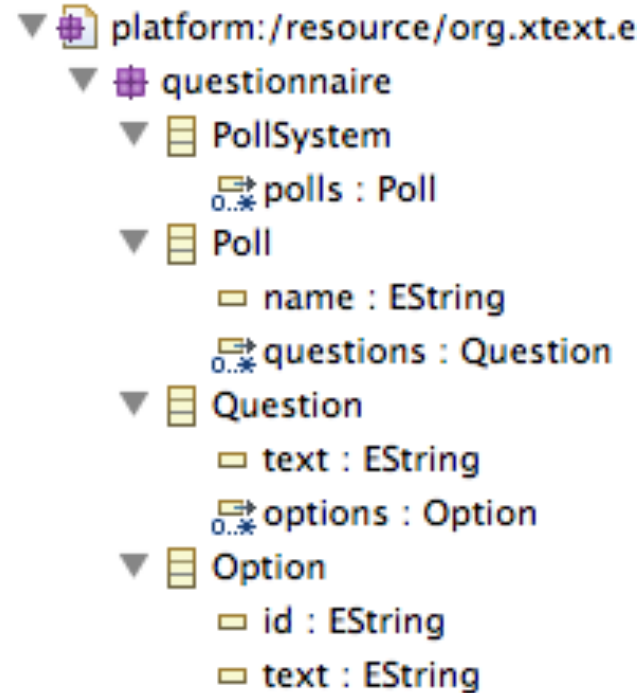 platform:/resource/org.xtext.e
questionnaire
PollSystem
0..* polls : Poll
Poll
name : EString
0..* questions : Question
Question
text : EString
0..* options : Option
Option
id : EString
text : EString